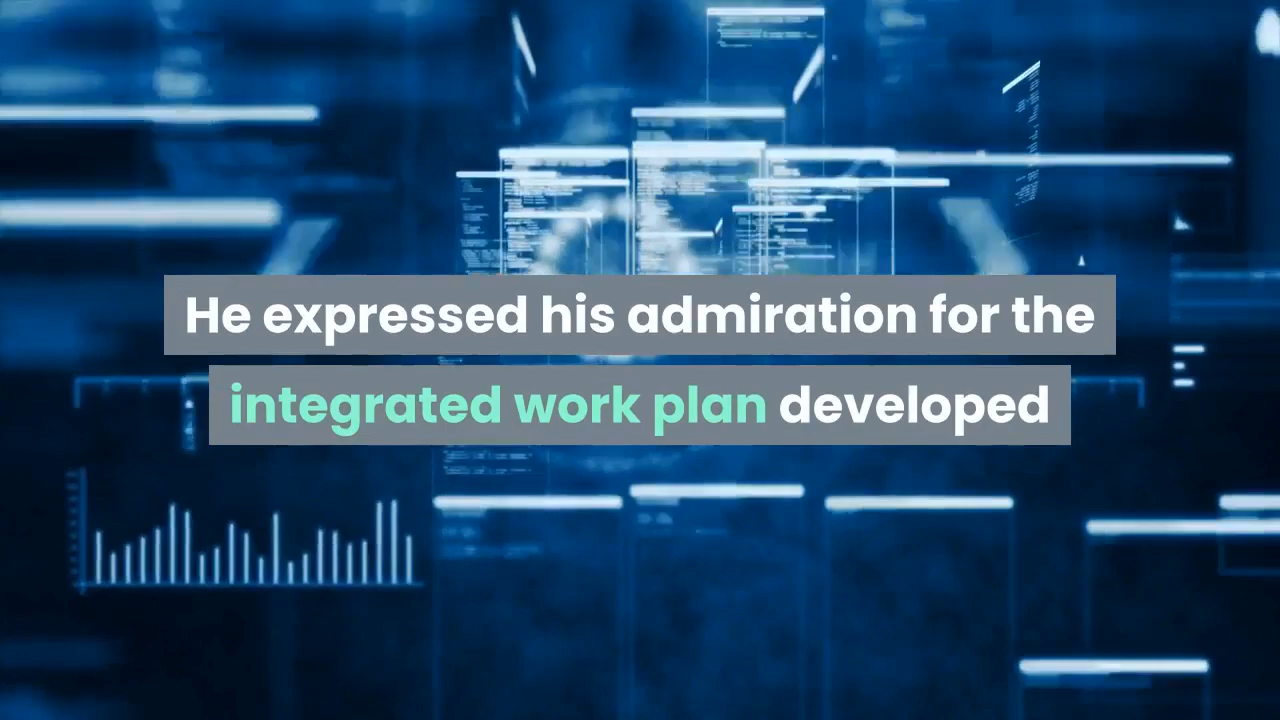 He expressed his admiration for the
integrated work plan developed